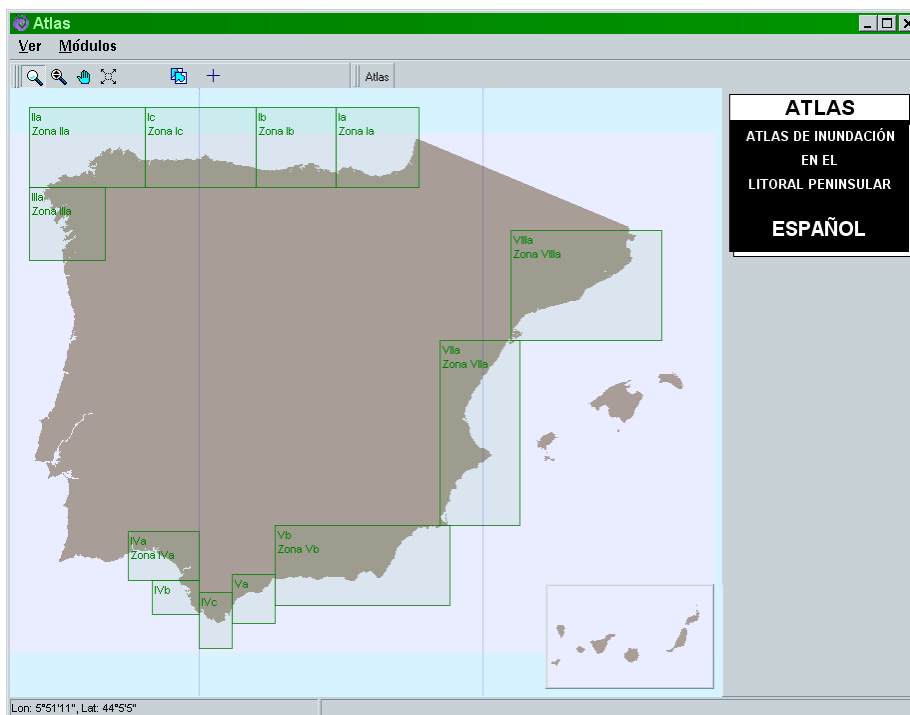 Atlas
Ver Módulos
Atlas
IIa
Zona IIa
Ic
Zona Ic
Ib
Zona Ib
Ia
Zona Ia
IIIa
Zona IIIa
VIIIa
Zona VIIIa
VIIa
Zona VIIa
IVa
Zona IVa
IVb
IVc
Va
Vb
Zona Vb
ATLAS
ATLAS DE INUNDACIÓN
EN EL
LITORAL PENINSULAR
ESPAÑOL
Lon: 5°51'11", Lat: 44°5'5"